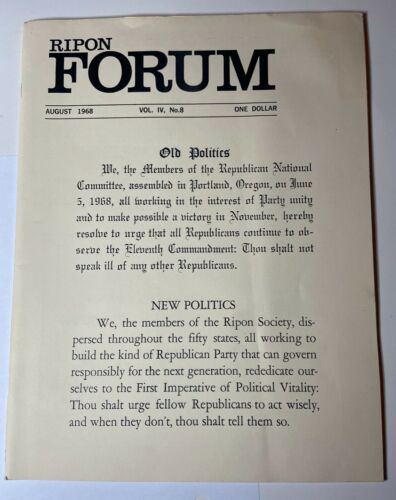 RIPON
FORUM
AUGUST 1968 VOL. IV, No.8 ONE DOLLAR
Old Politics
We, the Members of the Republican National
Committee, assembled in Portland, Oregon, on June
5, 1968, all working in the interest of Party unity
and to make possible a victory in November, hereby
resolve to urge that all Republicans continue to ob-
serve the Eleventh Commandment: Thou shalt not
speak ill of any other Republicans.
NEW POLITICS
We, the members of the Ripon Society, dis-
persed throughout the fifty states, all working to
build the kind of Republican Party that can govern
responsibly for the next generation, rededicate our-
selves to the First Imperative of Political Vitality:
Thou shalt urge fellow Republicans to act wisely,
and when they don't, thou shalt tell them so.